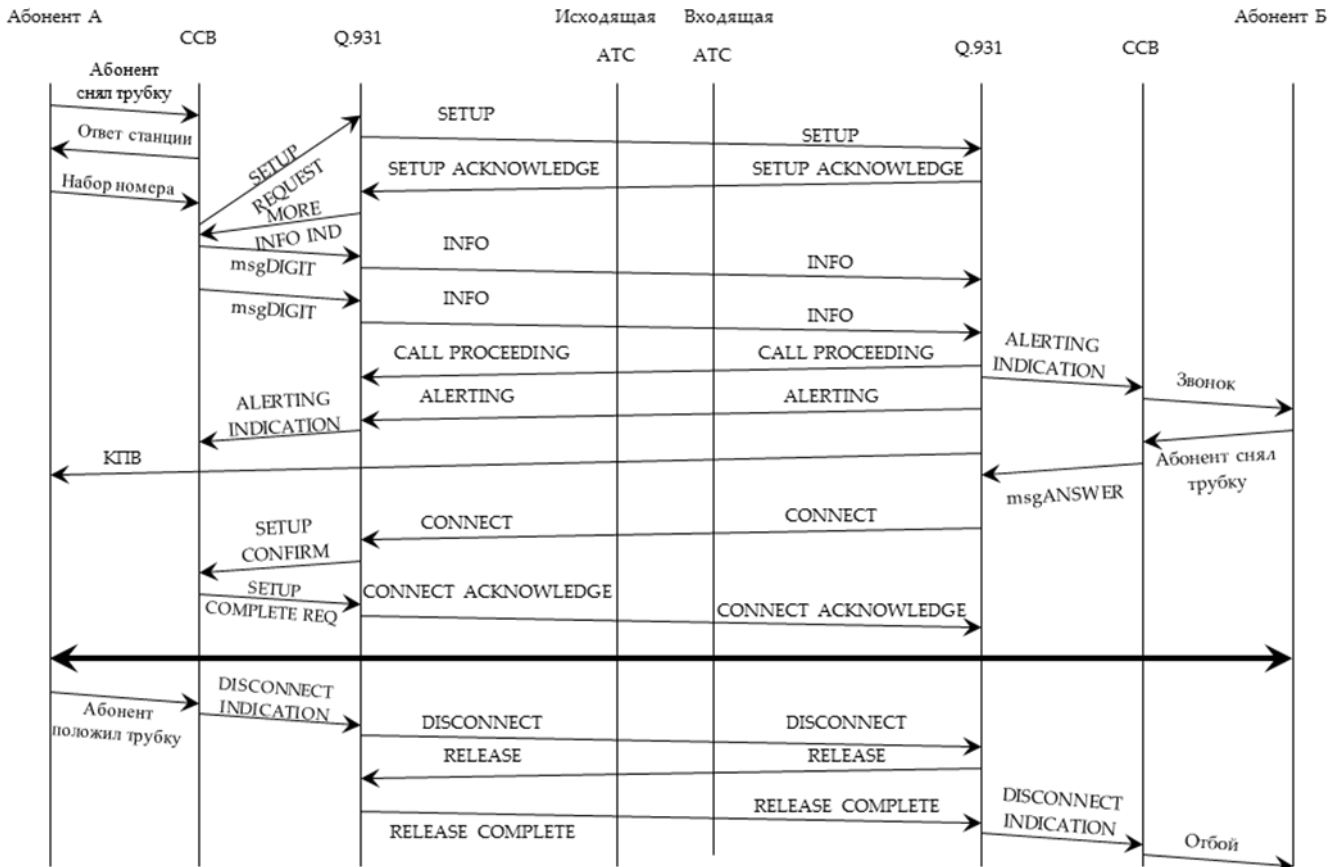 Абонент А
Исходящая
Входящая
Абонент Б
ССВ
Q.931
АТС
АТС
Q.931
ССВ
Абонент
снял трубку
Ответ станции
Набор номера
SETUP
REQUEST
SETUP
SETUP
SETUP ACKNOWLEDGE
SETUP ACKNOWLEDGE
MORE
INFO IND
msgDIGIT
INFO
INFO
msgDIGIT
INFO
INFO
CALL PROCEEDING
CALL PROCEEDING
ALERTING
INDICATION
Звонок
ALERTING
INDICATION
ALERTING
ALERTING
КПВ
Абонент снял
трубку
msgANSWER
SETUP
CONFIRM
CONNECT
CONNECT
SETUP
COMPLETE REQ
CONNECT ACKNOWLEDGE
CONNECT ACKNOWLEDGE
Абонент
положил трубку
DISCONNECT
INDICATION
DISCONNECT
DISCONNECT
RELEASE
RELEASE
RELEASE COMPLETE
RELEASE COMPLETE
DISCONNECT
INDICATION
Отбой